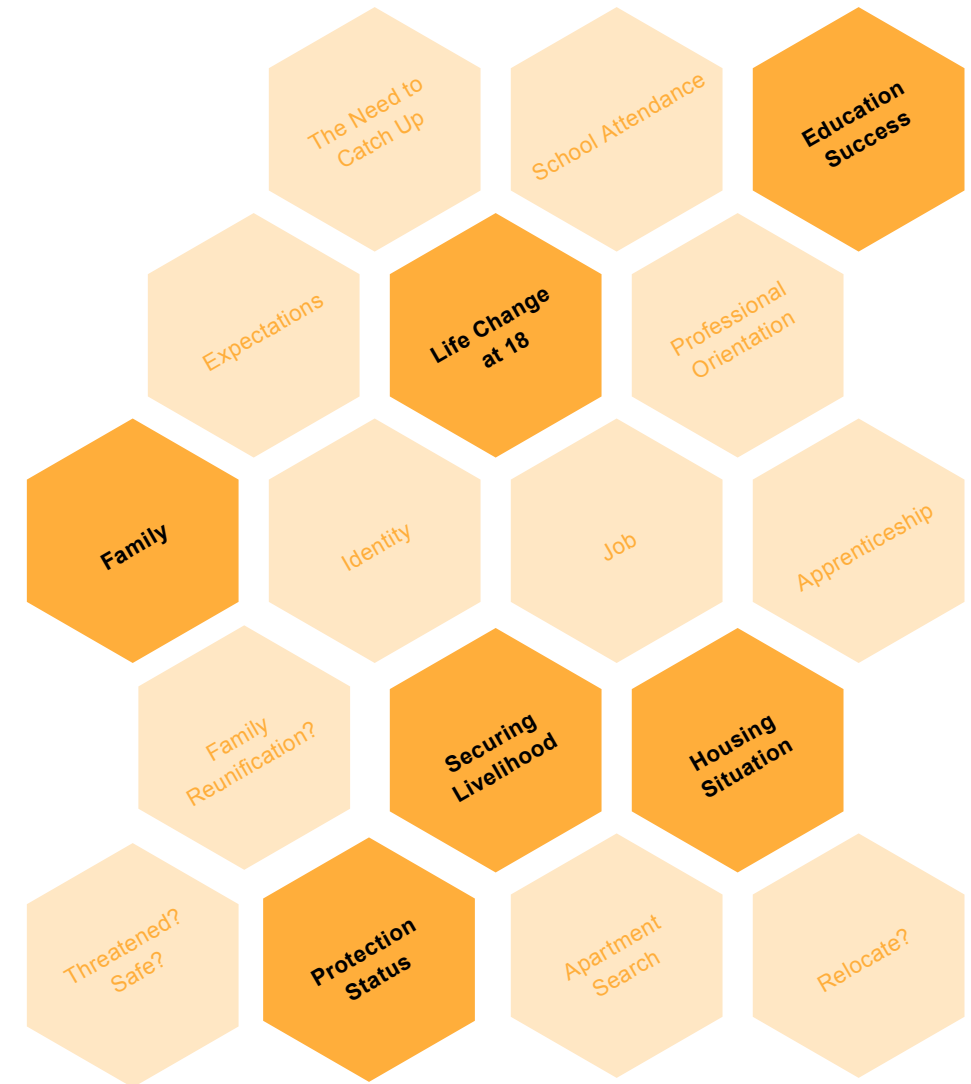 The Need to
Catch Up
School Attendance
Education
Success
Expectations
Life Change
at 18
Professional
Orientation
Family
Identity
Job
Apprenticeship
Family
Reunification?
Securing
Livelihood
Housing
Situation
Threatened?
Safe?
Protection
Status
Apartment
Search
Relocate?